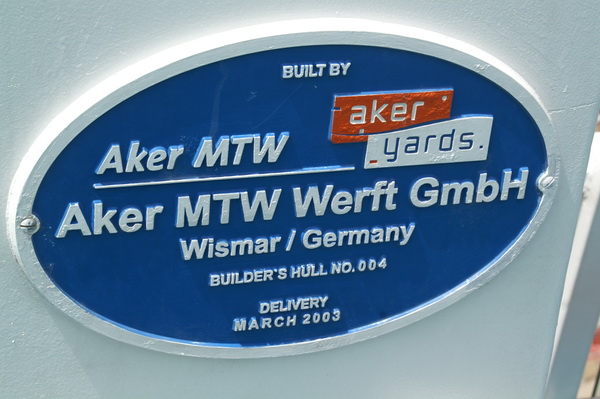 BUILT BY
aker
yards.
Aker MTW
Aker MTW Werft GmbH
Wismar / Germany
BUILDER'S HULL NO. 004
DELIVERY
MARCH 2003